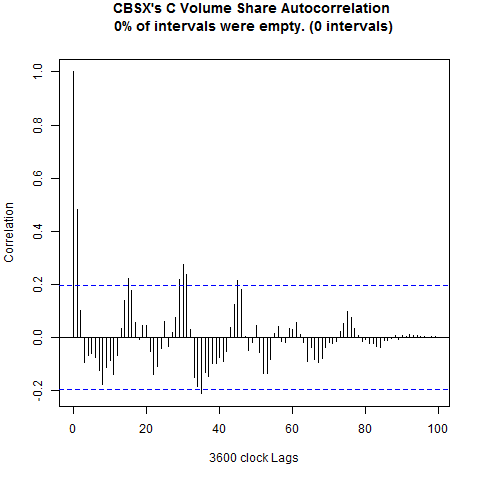 CBSX's C Volume Share Autocorrelation
0% of intervals were empty. (0 intervals)
1.0
0.8
0.6
0.4
0.2
0.0
-0.2
Correlation
0 20 40 60 80 100
3600 clock Lags